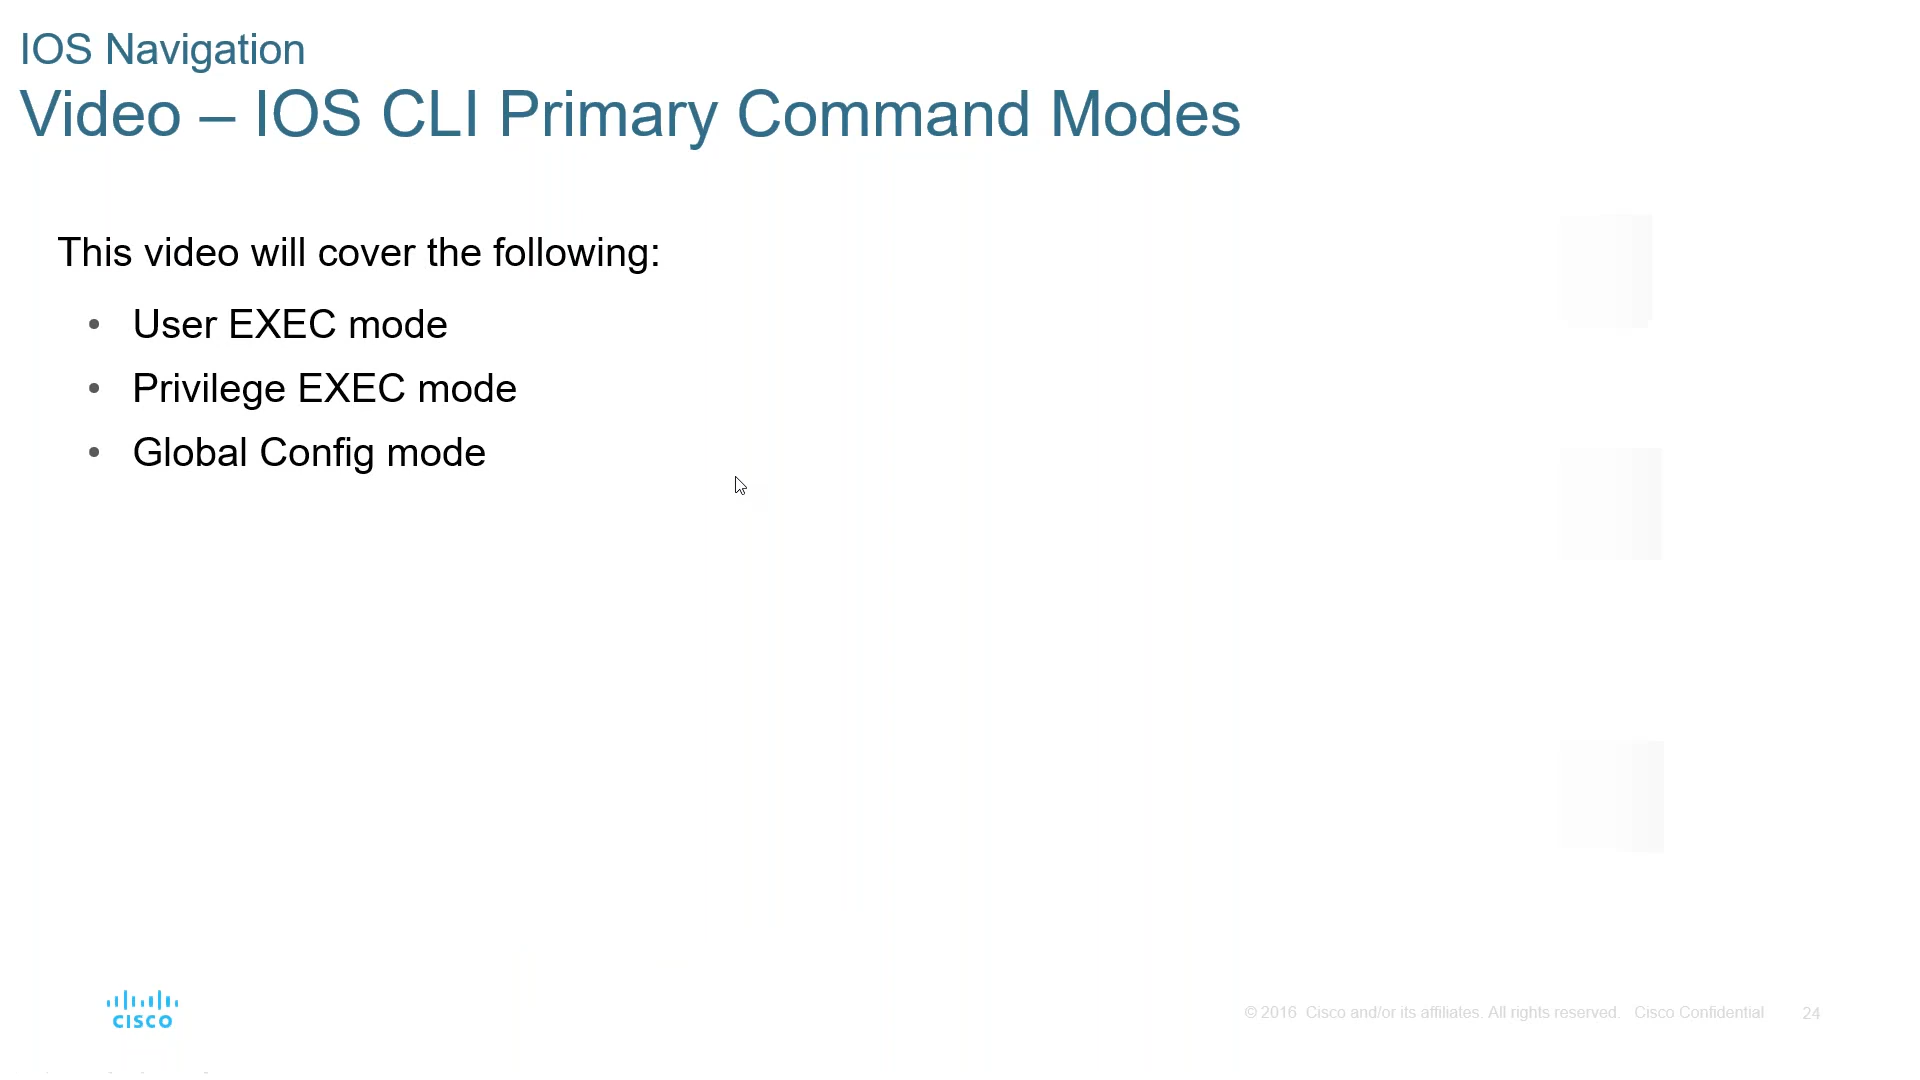 IOS Navigation
Video – IOS CLI Primary Command Modes
This video will cover the following:
• User EXEC mode
• Privilege EXEC mode
• Global Config mode
CISCO
© 2016 Cisco and/or its affiliates. All rights reserved. Cisco Confidential 24